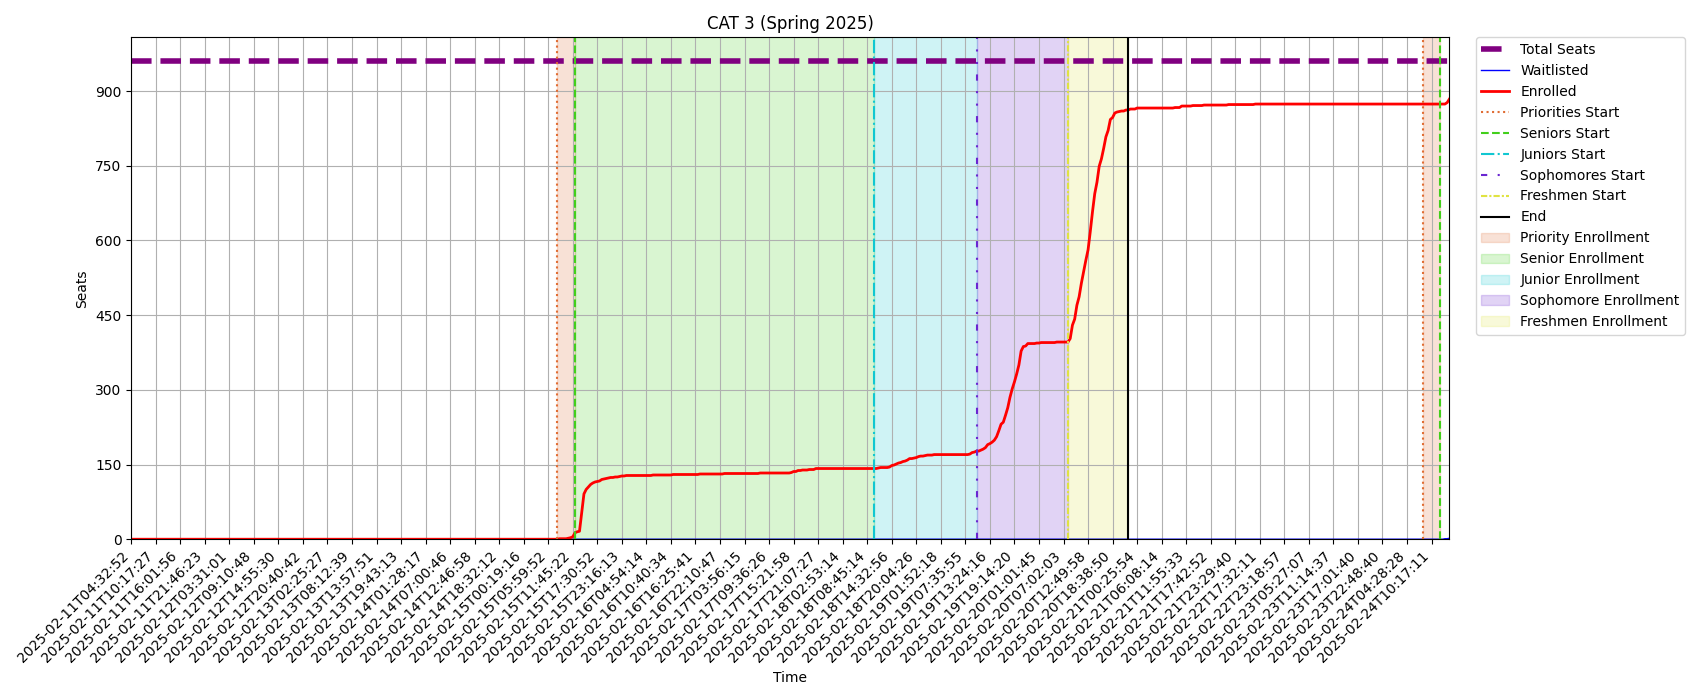 CAT 3 (Spring 2025)
Seats
900
750
600
450
300
150
0
2025-02-11T04:32:52
2025-02-11T10:17:27
2025-02-11T16:01:56
2025-02-11T21:46:23
2025-02-12T03:31:01
2025-02-12T09:10:48
2025-02-12T14:55:30
2025-02-12T20:40:42
2025-02-13T02:25:27
2025-02-13T08:12:39
2025-02-13T13:57:51
2025-02-13T19:43:13
2025-02-14T01:28:17
2025-02-14T07:00:46
2025-02-14T12:46:58
2025-02-14T18:32:12
2025-02-15T00:19:16
2025-02-15T05:59:52
2025-02-15T11:45:22
2025-02-15T17:30:52
2025-02-15T23:16:13
2025-02-16T04:54:14
2025-02-16T10:40:34
2025-02-16T16:25:41
2025-02-16T22:10:47
2025-02-17T03:56:15
2025-02-17T09:36:26
2025-02-17T15:21:58
2025-02-17T21:07:27
2025-02-18T02:53:14
2025-02-18T08:45:14
2025-02-18T14:32:56
2025-02-18T20:04:26
2025-02-19T01:52:18
2025-02-19T07:35:55
2025-02-19T13:24:16
2025-02-19T19:14:20
2025-02-20T01:01:45
2025-02-20T07:02:03
2025-02-20T12:49:58
2025-02-20T18:38:50
2025-02-21T00:25:54
2025-02-21T06:08:14
2025-02-21T11:55:33
2025-02-21T17:42:52
2025-02-21T23:29:40
2025-02-22T17:32:11
2025-02-22T23:18:57
2025-02-23T05:27:07
2025-02-23T11:14:37
2025-02-23T17:01:40
2025-02-23T22:48:40
2025-02-24T04:28:28
2025-02-24T10:17:11
Time
Total Seats
Waitlisted
Enrolled
Priorities Start
Seniors Start
Juniors Start
Sophomores Start
Freshmen Start
End
Priority Enrollment
Senior Enrollment
Junior Enrollment
Sophomore Enrollment
Freshmen Enrollment